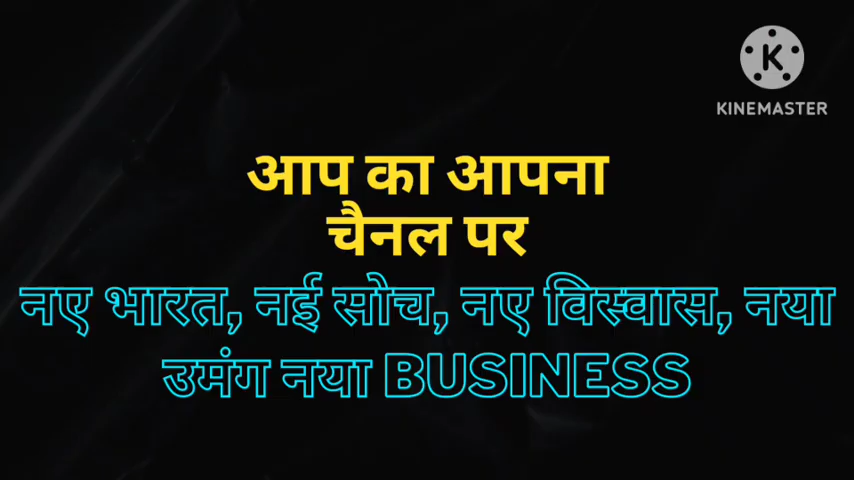 KINEMASTER
आप का आपना
चैनल पर
नए भारत, नई सोच, नए विस्वास, नया
उमंग नया BUSINESS